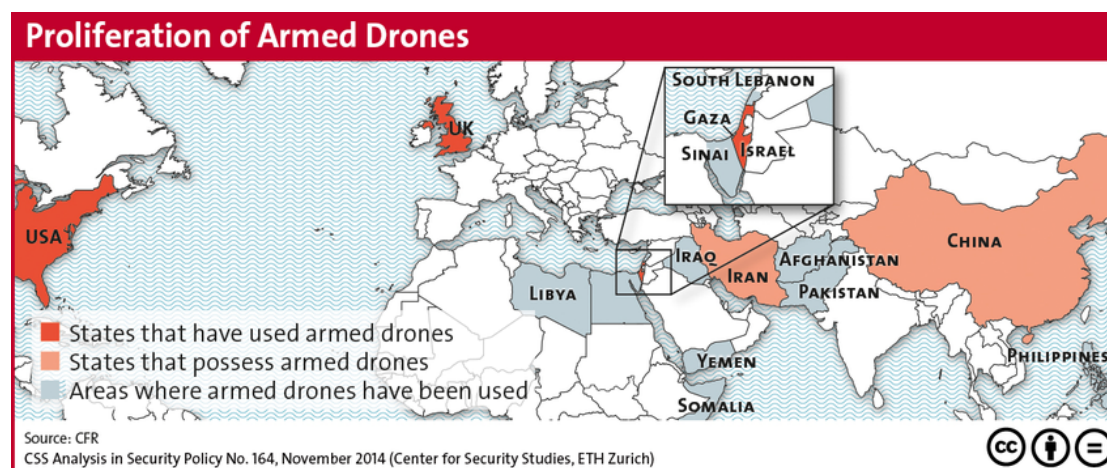 Proliferation of Armed Drones
SOUTH LEBANON
GAZA
SINAI
ISRAEL
UK
USA
CHINA
IRAQ
IRAN
AFGHANISTAN
PAKISTAN
LIBYA
YEMEN
SOMALIA
PHILIPPINES
States that have used armed drones
States that possess armed drones
Areas where armed drones have been used
Source: CFR
CSS Analysis in Security Policy No. 164, November 2014 (Center for Security Studies, ETH Zurich)
cc